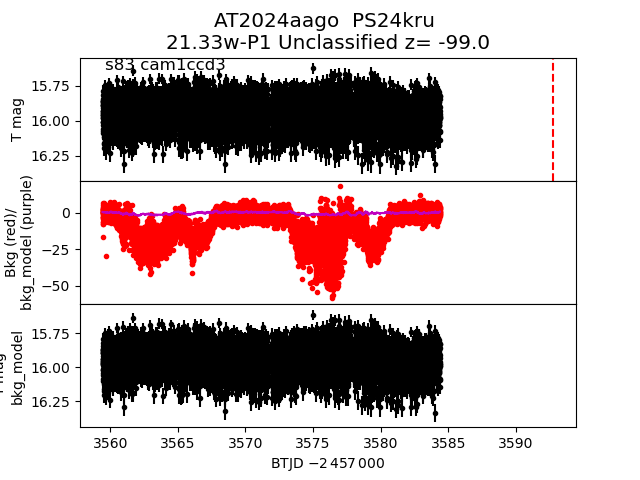 AT2024aago  PS24kru
21.33w-P1 Unclassified z= -99.0
s83 cam1ccd3
T mag
15.75
16.00
16.25
Bkg (red)/
bkg_model (purple)
0
−25
−50
bkg_model
15.75
16.00
16.25
3560 3565 3570 3575 3580 3585 3590
BTJD −2 457 000